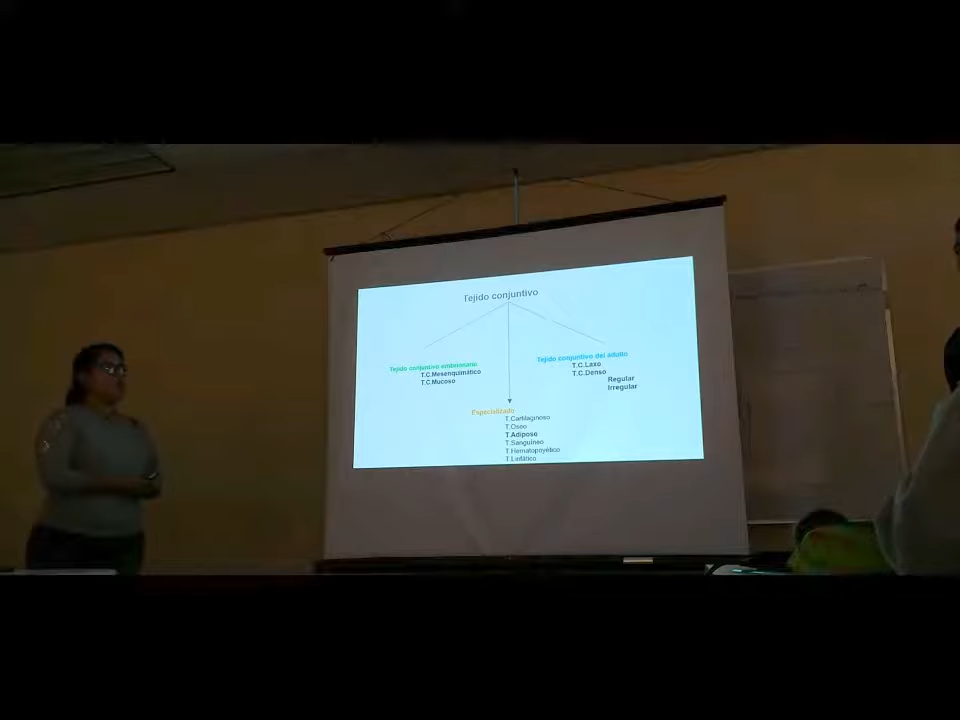 Tejido conjuntivo
Tejido conjuntivo embrionario
T.C.Mesenquimático
T.C.Mucoso
Tejido conjuntivo del adulto
T.C.Laxo
T.C.Denso
Regular
Irregular
Especializado
T.Cartilaginoso
T.Oseo
T.Adiposo
T.Sanguíneo
T.Hematopoyético
T.Linfático